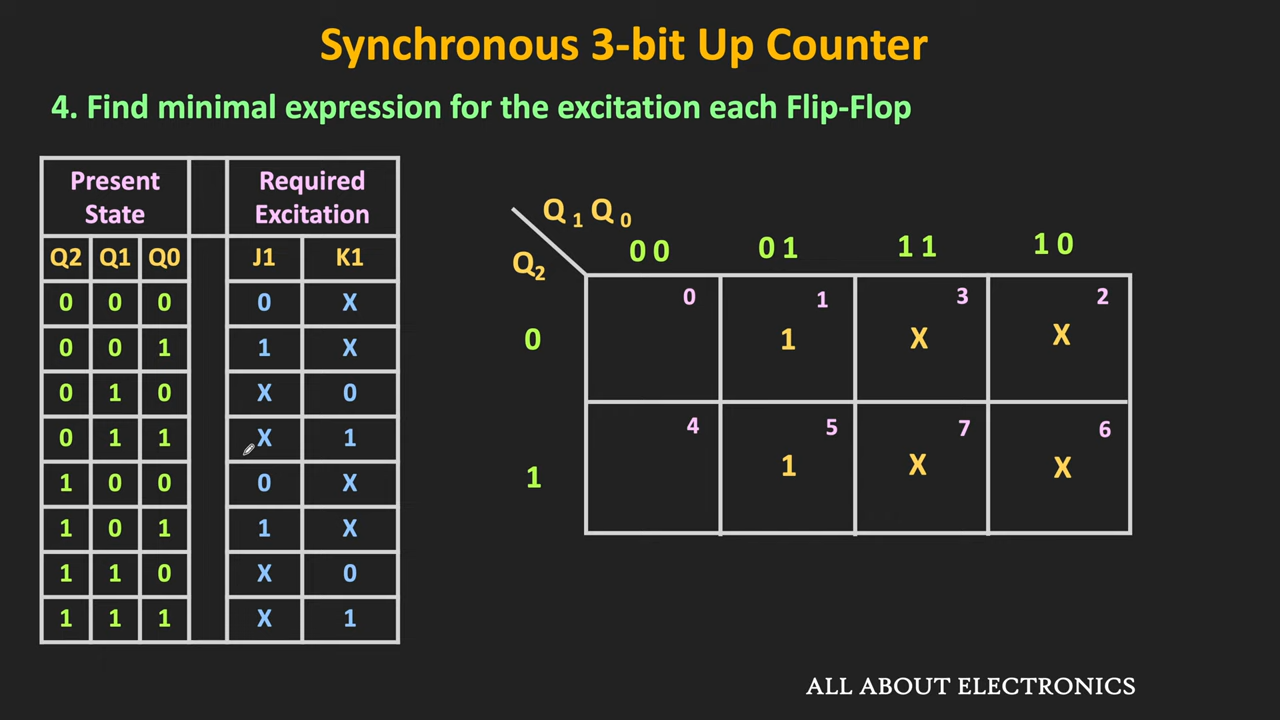 Synchronous 3-bit Up Counter
4. Find minimal expression for the excitation each Flip-Flop
Present State Required Excitation
Q2 Q1 Q0 J1 K1
0 0 0 0 X
0 0 1 1 X
0 1 0 X 0
0 1 1 X 1
1 0 0 0 X
1 0 1 1 X
1 1 0 X 0
1 1 1 X 1
Q1 Q0
Q2
0 0 0 1 1 1 1 0
0 1 3 2
0 1 X X
4 5 7 6
1 1 X X
ALL ABOUT ELECTRONICS